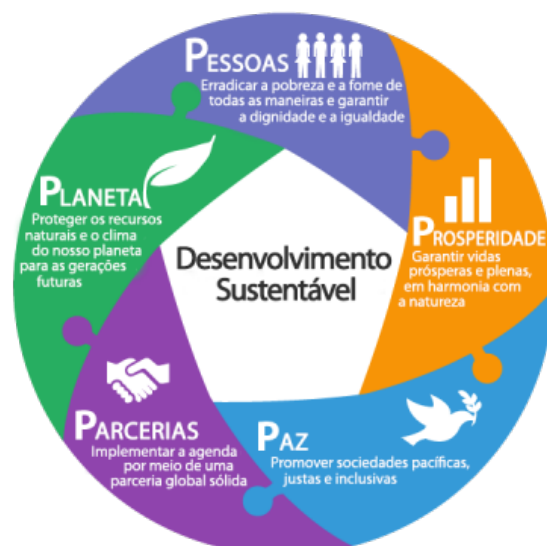 PESSOAS
Erradicar a pobreza e a fome de
todas as maneiras e garantir
a dignidade e a igualdade
PLANETA
Proteger os recursos
naturais e o clima
do nosso planeta
para as gerações
futuras
PROSPERIDADE
Garantir vidas
prósperas e plenas,
em harmonia com
a natureza
Desenvolvimento
Sustentável
PARCERIAS
Implementar a agenda
por meio de uma
parceria global sólida
PAZ
Promover sociedades pacíficas,
justas e inclusivas